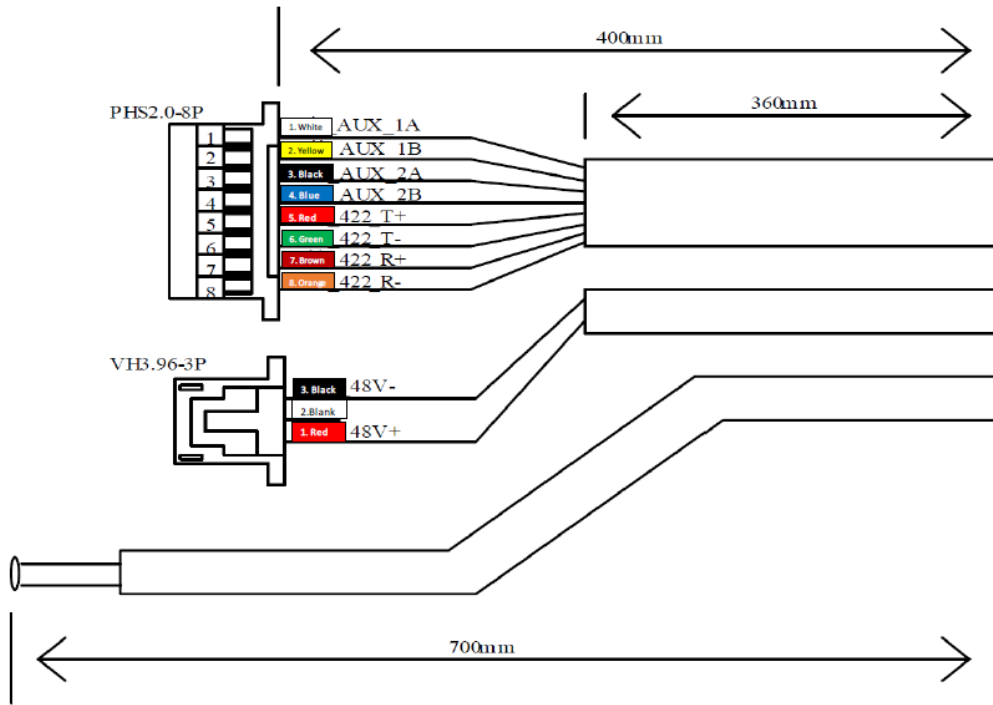 400mm
360mm
PHS2.0-8P
1 1. White _AUX_1A
2 2. Yellow AUX_1B
3 3. Black _AUX_2A
4 4. Blue AUX_2B
5 5. Red 422_T+
6 6. Green 422_T-
7 7. Brown 422_R+
8 8. Orange 422_R-
VH3.96-3P
3. Black 48V-
2.Blank
1. Red 48V+
700mm